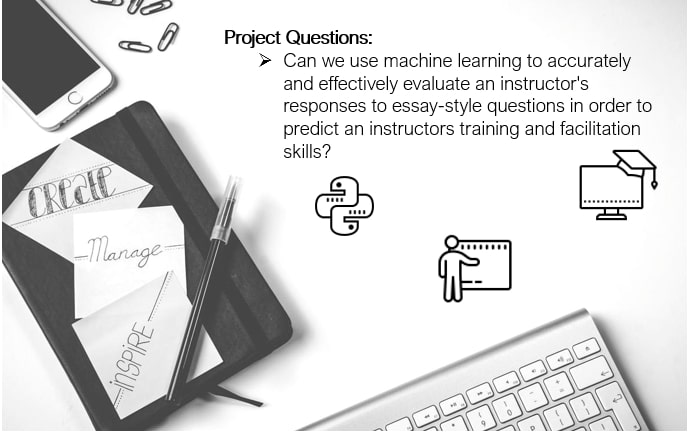 Project Questions:
➢ Can we use machine learning to accurately
and effectively evaluate an instructor's
responses to essay-style questions in order to
predict an instructors training and facilitation
skills?
CREATE
Manage
INSPIRE